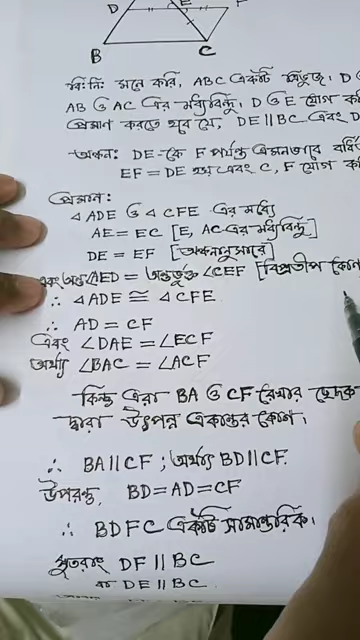 D
E
B
C
বি: নি: মনে করি, ABC একটি ত্রিভুজ। D
AB ও AC এর মধ্যবিন্দু। D ও E যোগ
প্রমাণ করতে হবে যে, DE || BC এবং D
অঙ্কন: DE-কে F পর্যন্ত এমনভাবে
EF = DE হয় এবং C, F যোগ
প্রমাণ:
△ ADE ও △ CFE এর মধ্যে
AE = EC [E, AC এর মধ্যবিন্দু]
DE = EF [অঙ্কনানুসারে]
এবং অন্তর্ভুক্ত ∠AED = অন্তর্ভুক্ত ∠CEF [বিপ্রতীপ কোণ
∴ △ ADE ≅ △ CFE.
∴ AD = CF
এবং ∠DAE = ∠ECF
অর্থাৎ ∠BAC = ∠ACF
কিন্তু এরা BA ও CF রেখার ছেদক
দ্বারা উৎপন্ন একান্তর কোণ।
∴ BA || CF ; অর্থাৎ BD || CF.
উপরন্তু, BD = AD = CF
∴ BDFC একটি সামান্তরিক।
সুতরাং DF || BC
বা DE || BC